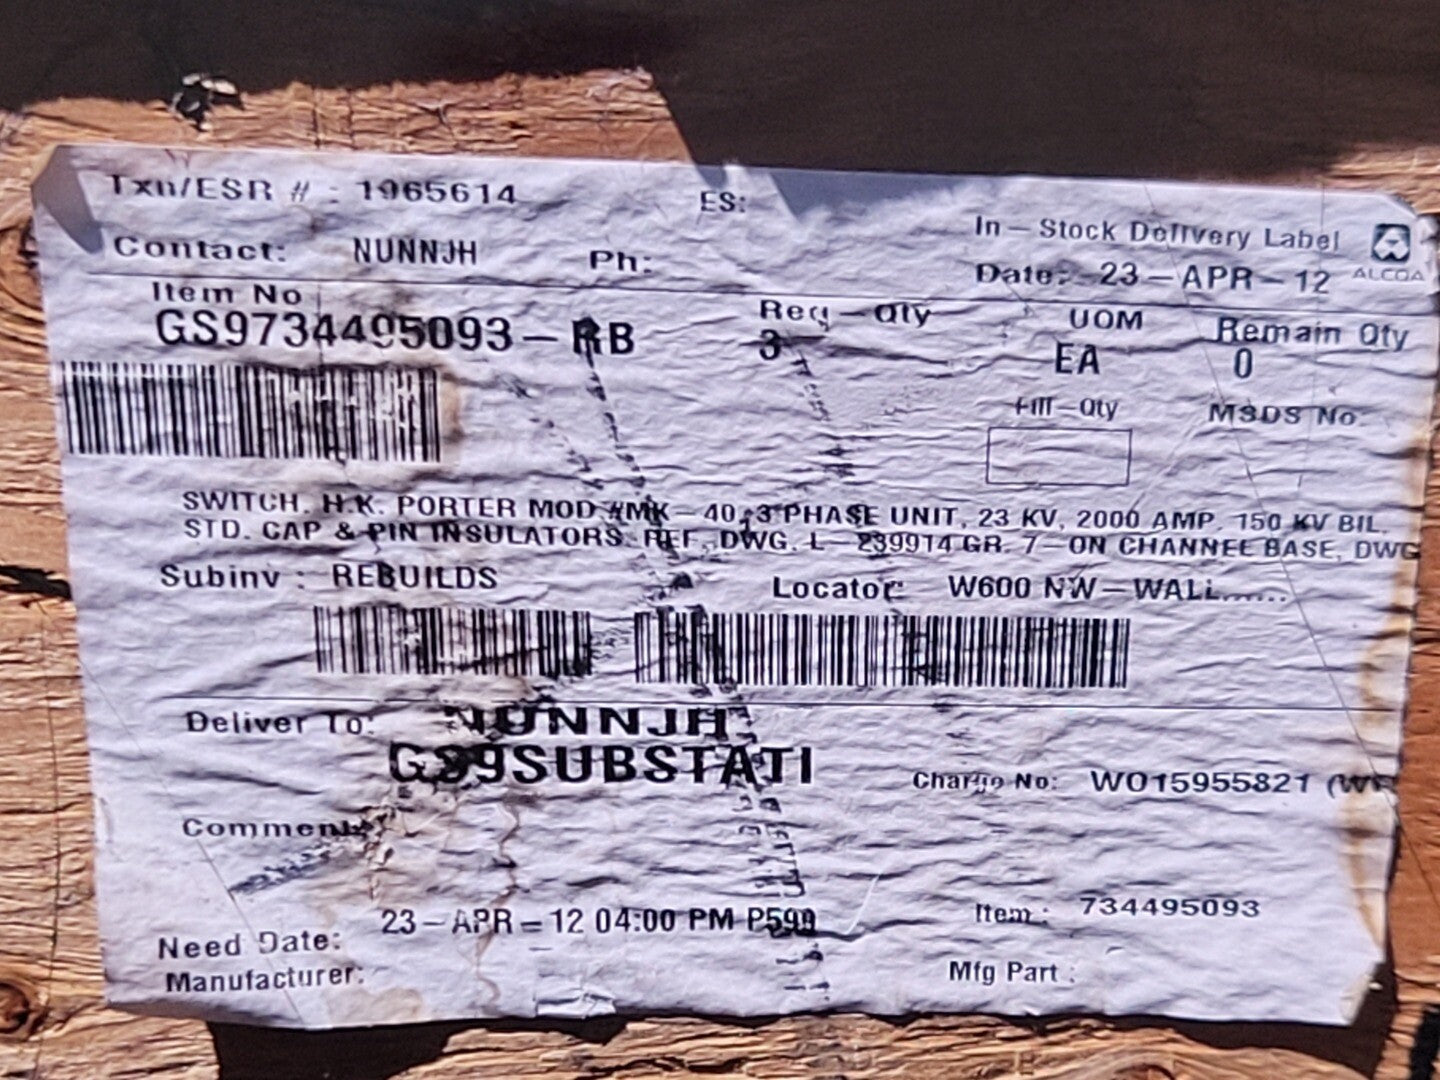 Txn/ESR # : 1965614
ES:
In-Stock Delivery Label
ALCOA
Contact: NUNNJH Ph:
Date: 23-APR-12
Item No
Req-Qty UOM Remain Qty
GS9734495093-RB 3 EA 0
Fill-Qty MSDS No.
SWITCH. H.K. PORTER MOD #MK-40, 3 PHASE UNIT, 23 KV, 2000 AMP. 150 KV BIL.
STD. CAP & PIN INSULATORS. REF. DWG. L-239914 GR. 7-ON CHANNEL BASE, DWG
Subinv : REBUILDS Locator: W600 NW-WALL......
Deliver To: NUNNJH
GS9SUBSTATI
Charge No: WO15955821
Comment
Need Date: 23-APR-12 04:00 PM P599
Item : 734495093
Manufacturer:
Mfg Part :